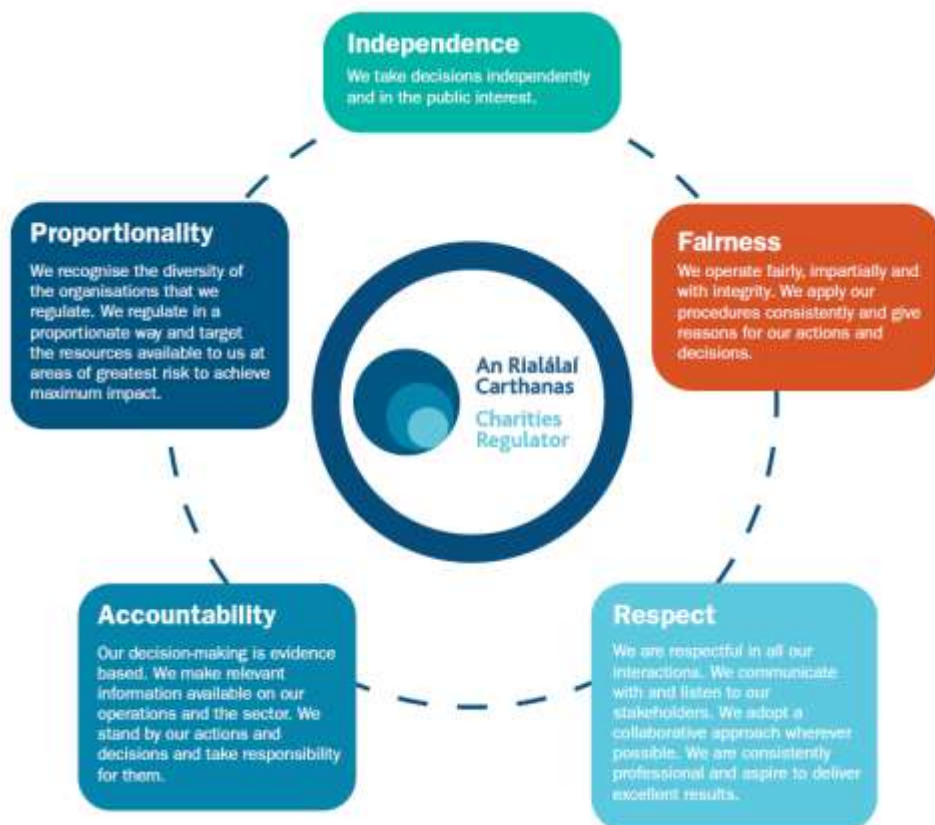 Independence
We take decisions independently
and in the public interest.
Proportionality
We recognise the diversity of
the organisations that we
regulate. We regulate in a
proportionate way and target
the resources available to us at
areas of greatest risk to achieve
maximum impact.
Fairness
We operate fairly, impartially and
with integrity. We apply our
procedures consistently and give
reasons for our actions and
decisions.
An Rialálaí
Carthanas
Charities
Regulator
Accountability
Our decision-making is evidence
based. We make relevant
information available on our
operations and the sector. We
stand by our actions and
decisions and take responsibility
for them.
Respect
We are respectful in all our
interactions. We communicate
with and listen to our
stakeholders. We adopt a
collaborative approach wherever
possible. We are consistently
professional and aspire to deliver
excellent results.